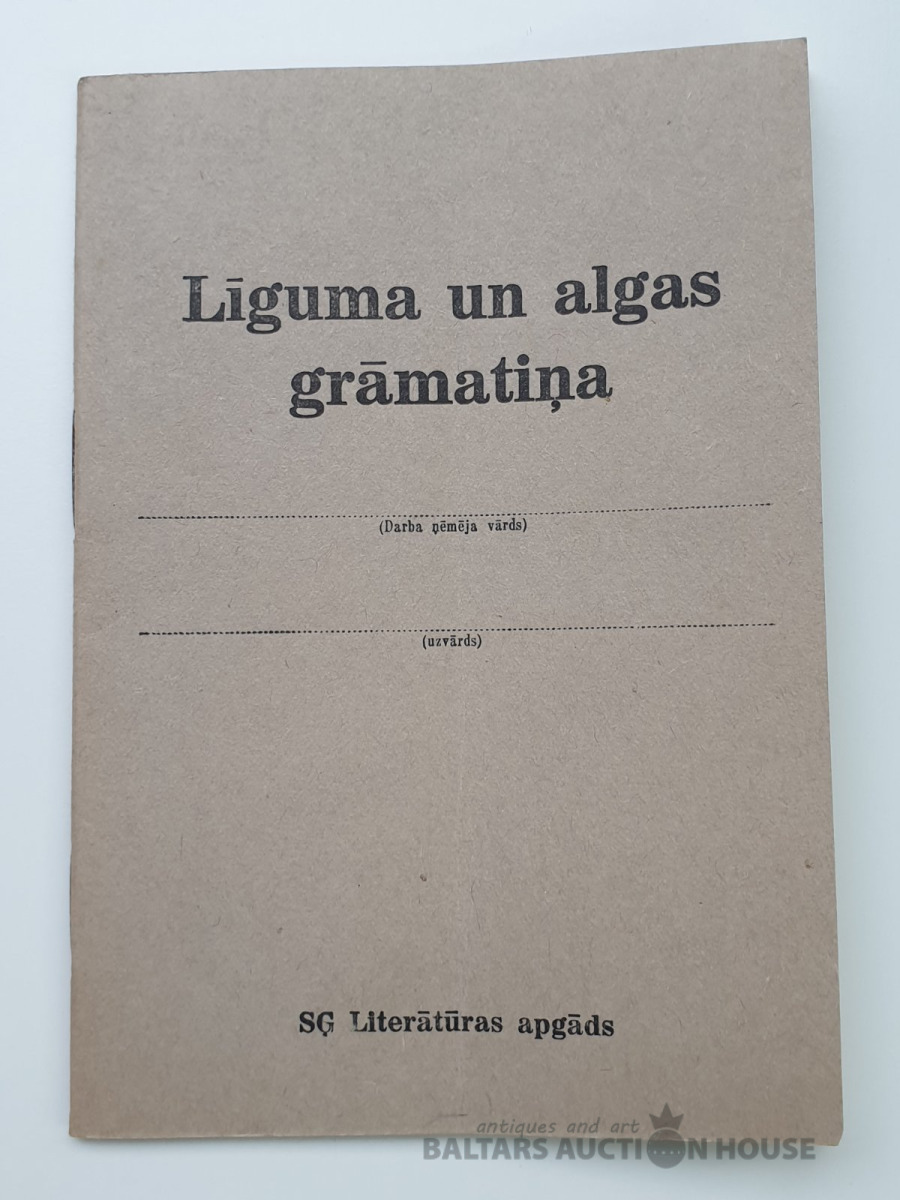 Līguma un algas
grāmatiņa
(Darba ņēmēja vārds)
(uzvārds)
SĢ Literātūras apgāds
antiques and art
BALTARS AUCTION HOUSE